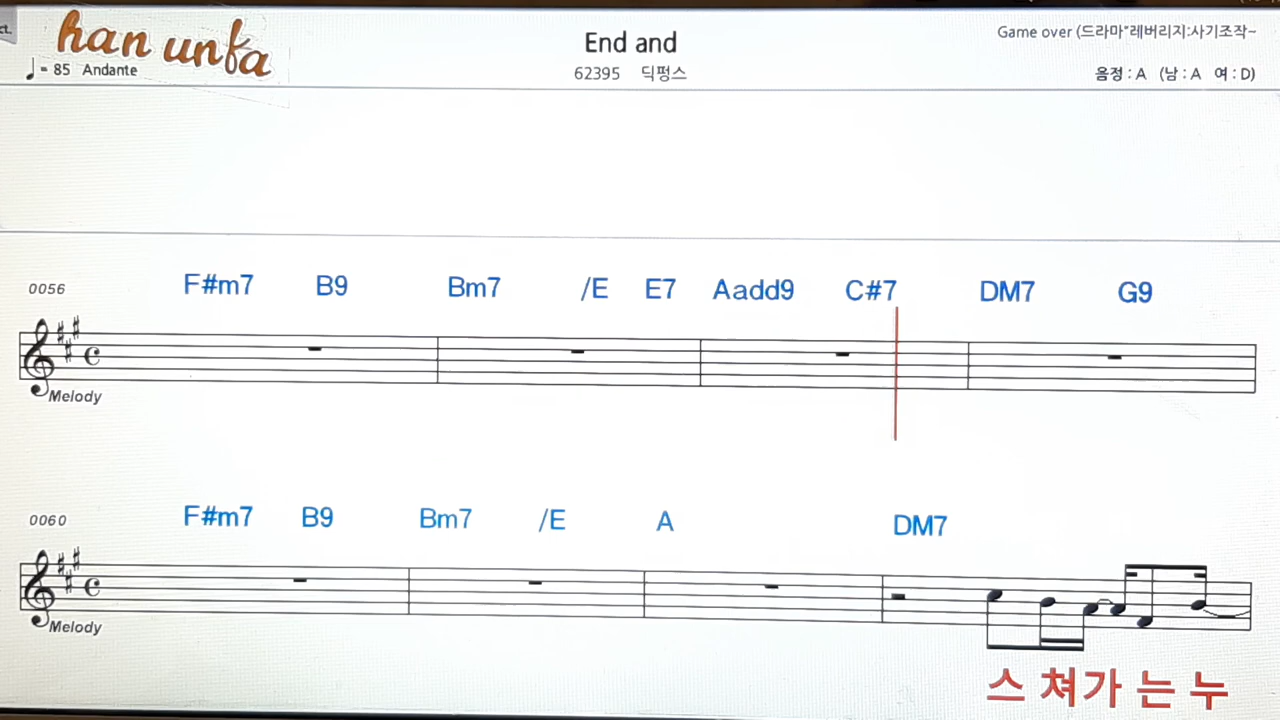 ct.
han unfa
End and
Game over (드라마"레버리지:사기조작~
♩= 85 Andante
62395 딕펑스
음정 : A (남 : A 여 : D)
0056 F#m7 B9 Bm7 /E E7 Aadd9 C#7 DM7 G9
Melody
0060 F#m7 B9 Bm7 /E A DM7
Melody
스 쳐가 는 누